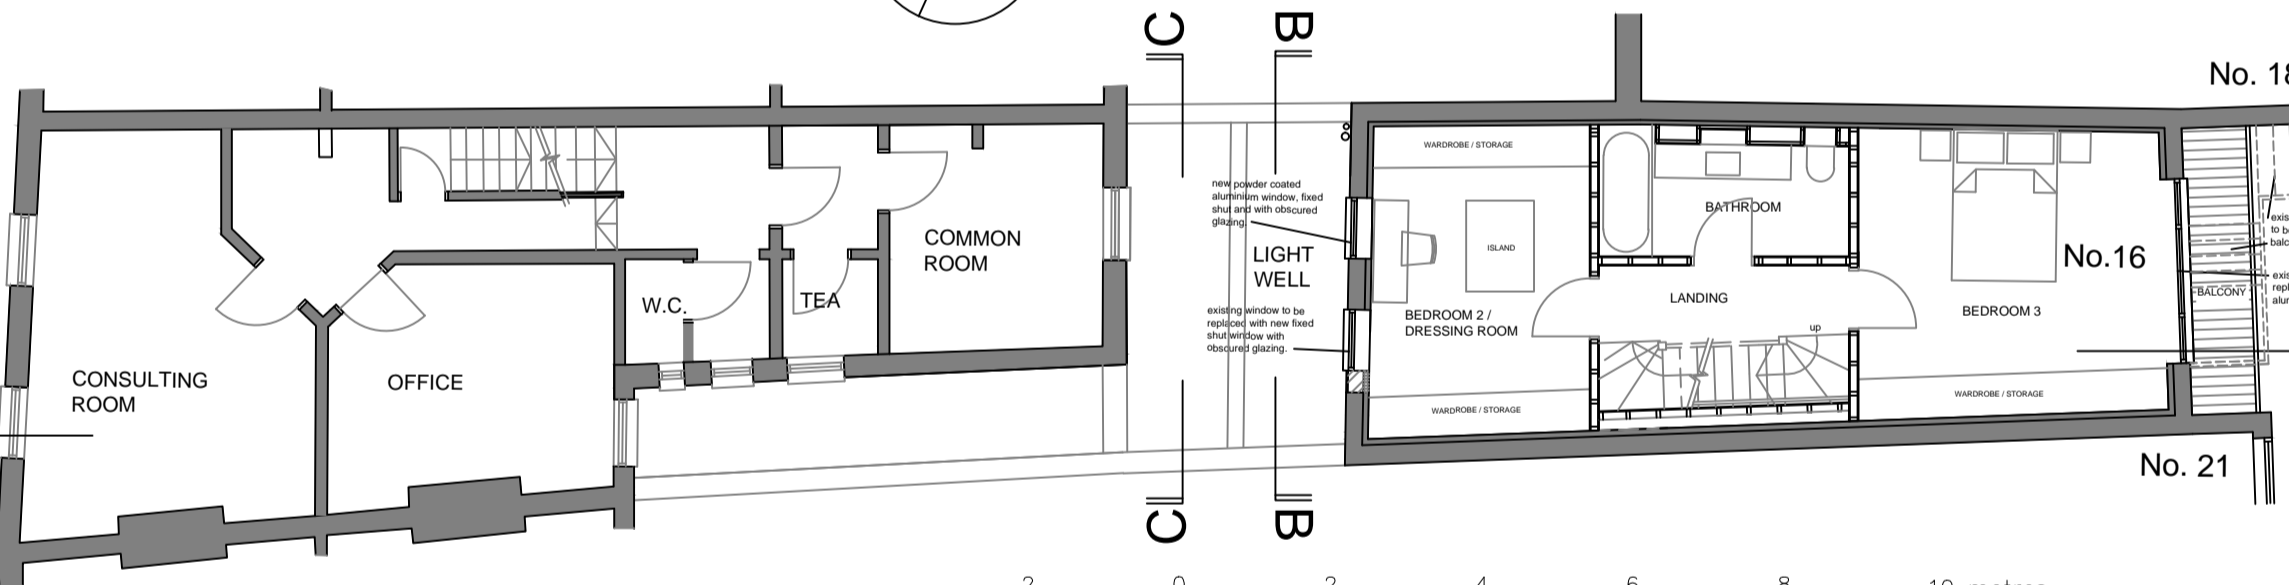 C
B
No. 18
WARDROBE / STORAGE
new powder coated
aluminium window, fixed
shut and with obscured
glazing.
BATHROOM
COMMON
ROOM
LIGHT
WELL
ISLAND
No.16
W.C.
TEA
LANDING
BALCONY
existing window to be
replaced with new fixed
shut window with
obscured glazing.
BEDROOM 2 /
DRESSING ROOM
BEDROOM 3
up
CONSULTING
ROOM
OFFICE
WARDROBE / STORAGE
WARDROBE / STORAGE
No. 21
C
B
2 0 2 4 6 8 10 metres